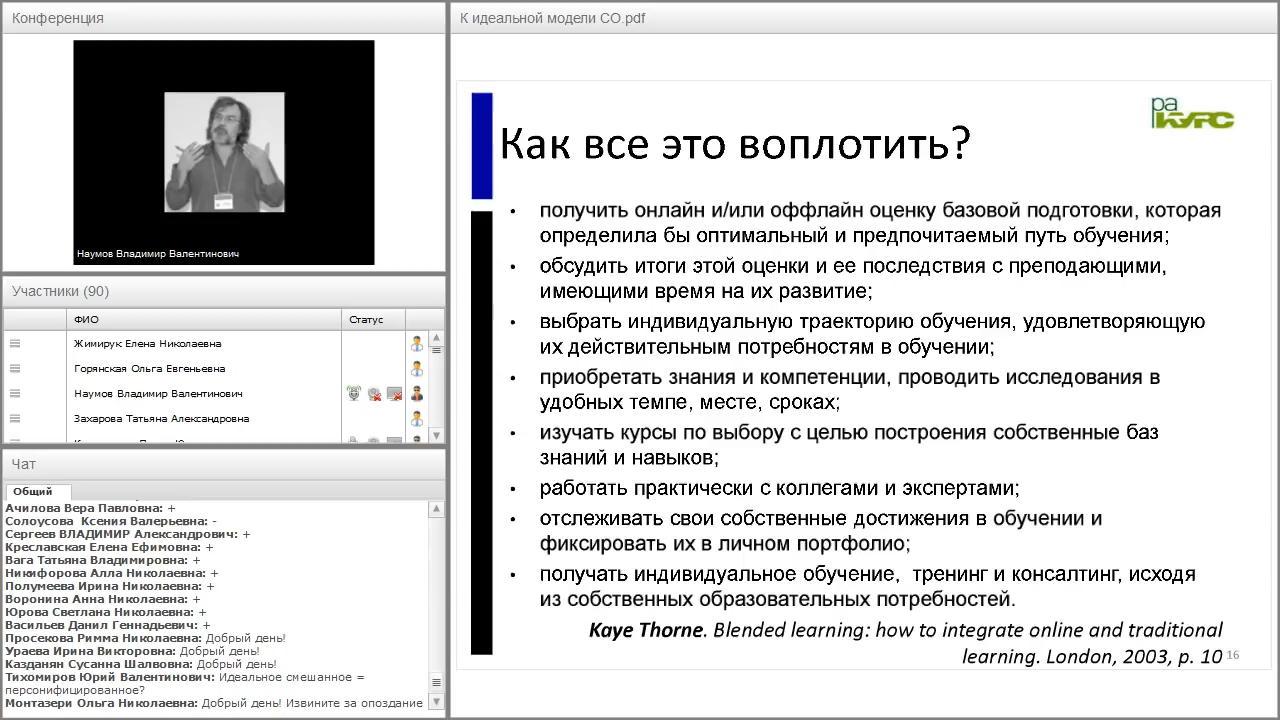 Конференция
Наумов Владимир Валентинович
Участники (90)
ФИО Статус
Жимирук Елена Николаевна
Горянская Ольга Евгеньевна
Наумов Владимир Валентинович
Захарова Татьяна Александровна
Чат
Общий
Ачилова Вера Павловна: +
Солоусова Ксения Валерьевна: -
Сергеев ВЛАДИМИР Александрович: +
Креславская Елена Ефимовна: +
Вага Татьяна Владимировна: +
Никифорова Алла Николаевна: +
Полумеева Ирина Николаевна: +
Воронина Анна Николаевна: +
Юрова Светлана Николаевна: +
Васильев Данил Геннадьевич: +
Просекова Римма Николаевна: Добрый день!
Ураева Ирина Викторовна: Добрый день!
Казданян Сусанна Шалвовна: Добрый день!
Тихомиров Юрий Валентинович: Идеальное смешанное =
персонифицированное?
Монтазери Ольга Николаевна: Добрый день! Извините за опоздание
К идеальной модели СО.pdf
ра
КУРС
Как все это воплотить?
• получить онлайн и/или оффлайн оценку базовой подготовки, которая
определила бы оптимальный и предпочитаемый путь обучения;
• обсудить итоги этой оценки и ее последствия с преподающими,
имеющими время на их развитие;
• выбрать индивидуальную траекторию обучения, удовлетворяющую
их действительным потребностям в обучении;
• приобретать знания и компетенции, проводить исследования в
удобных темпе, месте, сроках;
• изучать курсы по выбору с целью построения собственные баз
знаний и навыков;
• работать практически с коллегами и экспертами;
• отслеживать свои собственные достижения в обучении и
фиксировать их в личном портфолио;
• получать индивидуальное обучение, тренинг и консалтинг, исходя
из собственных образовательных потребностей.
Kaye Thorne. Blended learning: how to integrate online and traditional
learning. London, 2003, p. 10
16